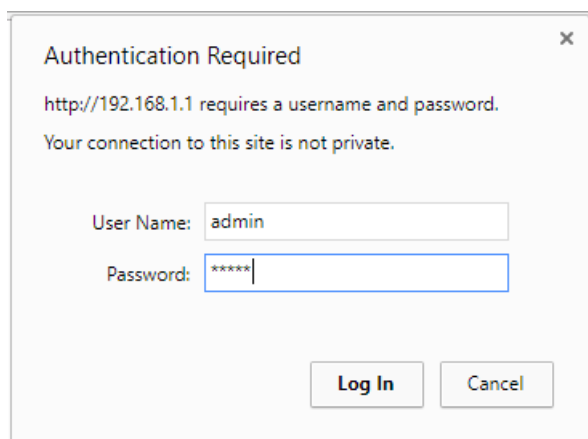 Authentication Required
http://192.168.1.1 requires a username and password.
Your connection to this site is not private.
User Name: admin
Password: *****
Log In Cancel